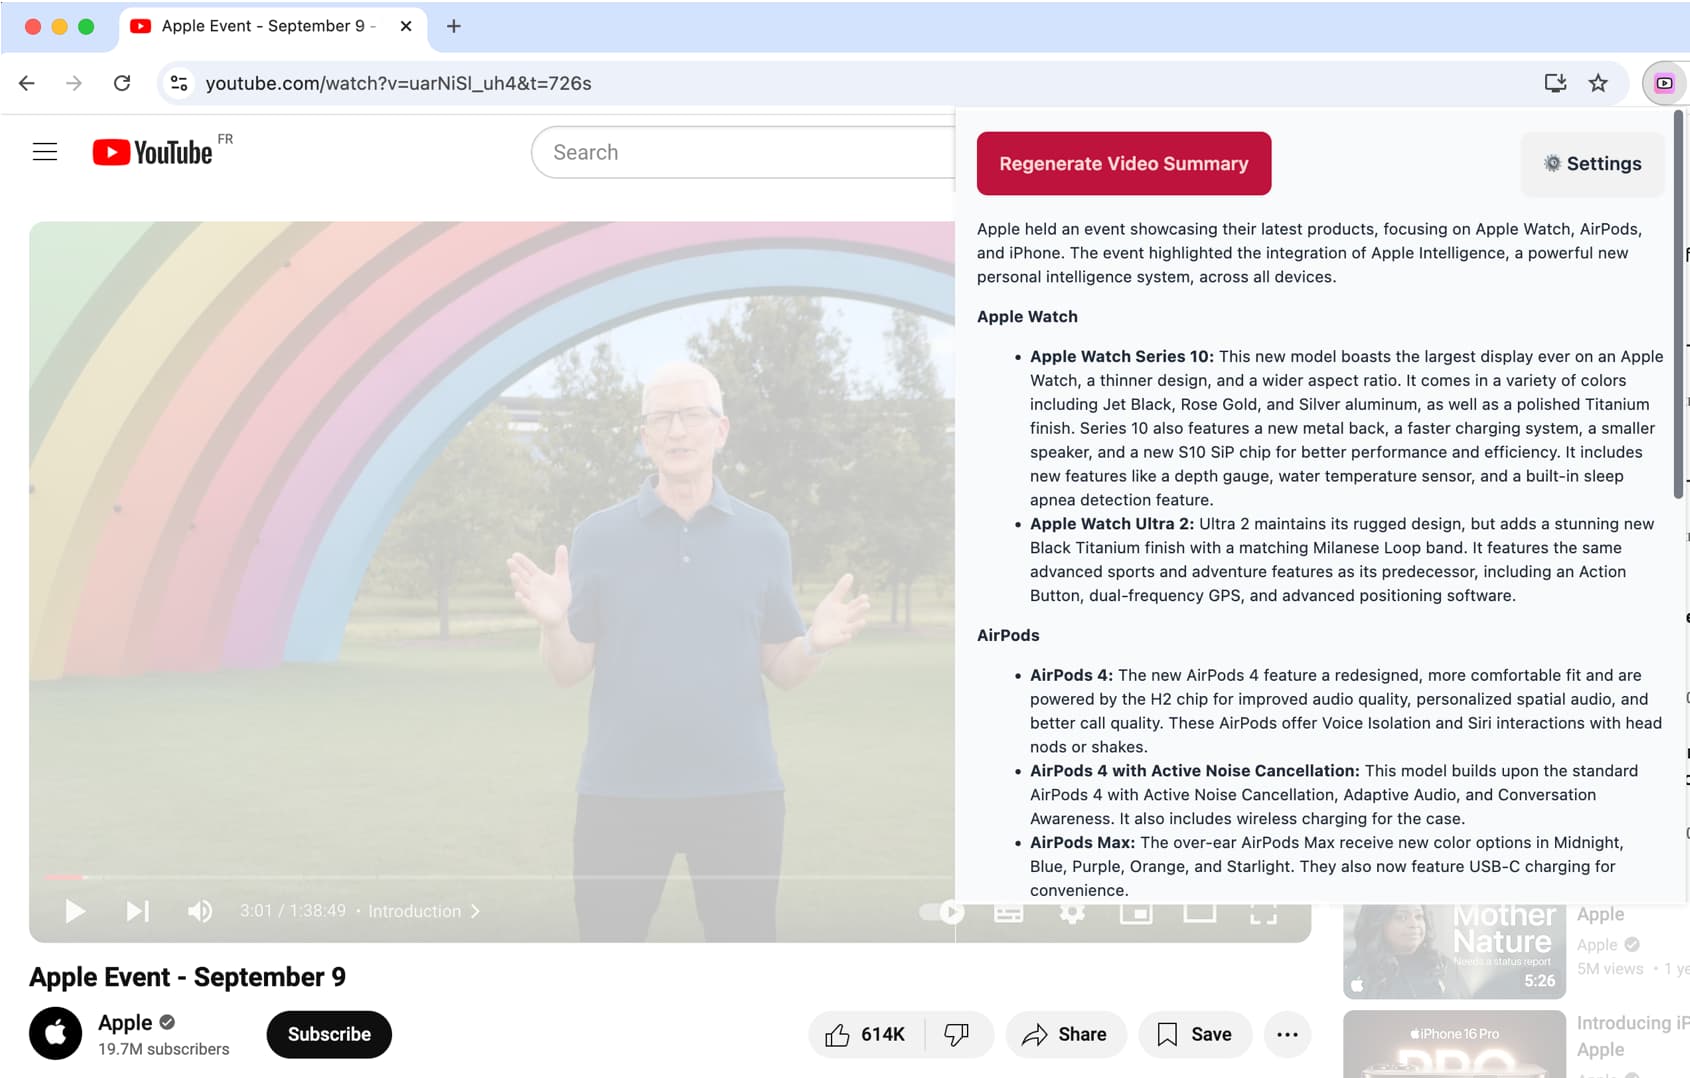 Apple Event - September 9 -
youtube.com/watch?v=uarNiSl_uh4&t=726s
YouTube FR
Search
Regenerate Video Summary
Settings
Apple held an event showcasing their latest products, focusing on Apple Watch, AirPods,
and iPhone. The event highlighted the integration of Apple Intelligence, a powerful new
personal intelligence system, across all devices.
Apple Watch
• Apple Watch Series 10: This new model boasts the largest display ever on an Apple
Watch, a thinner design, and a wider aspect ratio. It comes in a variety of colors
including Jet Black, Rose Gold, and Silver aluminum, as well as a polished Titanium
finish. Series 10 also features a new metal back, a faster charging system, a smaller
speaker, and a new S10 SiP chip for better performance and efficiency. It includes
new features like a depth gauge, water temperature sensor, and a built-in sleep
apnea detection feature.
• Apple Watch Ultra 2: Ultra 2 maintains its rugged design, but adds a stunning new
Black Titanium finish with a matching Milanese Loop band. It features the same
advanced sports and adventure features as its predecessor, including an Action
Button, dual-frequency GPS, and advanced positioning software.
AirPods
• AirPods 4: The new AirPods 4 feature a redesigned, more comfortable fit and are
powered by the H2 chip for improved audio quality, personalized spatial audio, and
better call quality. These AirPods offer Voice Isolation and Siri interactions with head
nods or shakes.
• AirPods 4 with Active Noise Cancellation: This model builds upon the standard
AirPods 4 with Active Noise Cancellation, Adaptive Audio, and Conversation
Awareness. It also includes wireless charging for the case.
• AirPods Max: The over-ear AirPods Max receive new color options in Midnight,
Blue, Purple, Orange, and Starlight. They also now feature USB-C charging for
convenience.
3:01 / 1:38:49 • Introduction
Mother
Nature
Needs a status report
5:26
Apple
Apple
5M views • 1 ye
Apple Event - September 9
Apple
19.7M subscribers
Subscribe
614K
Share
Save
iPhone 16 Pro
PRO
Introducing iP
Apple